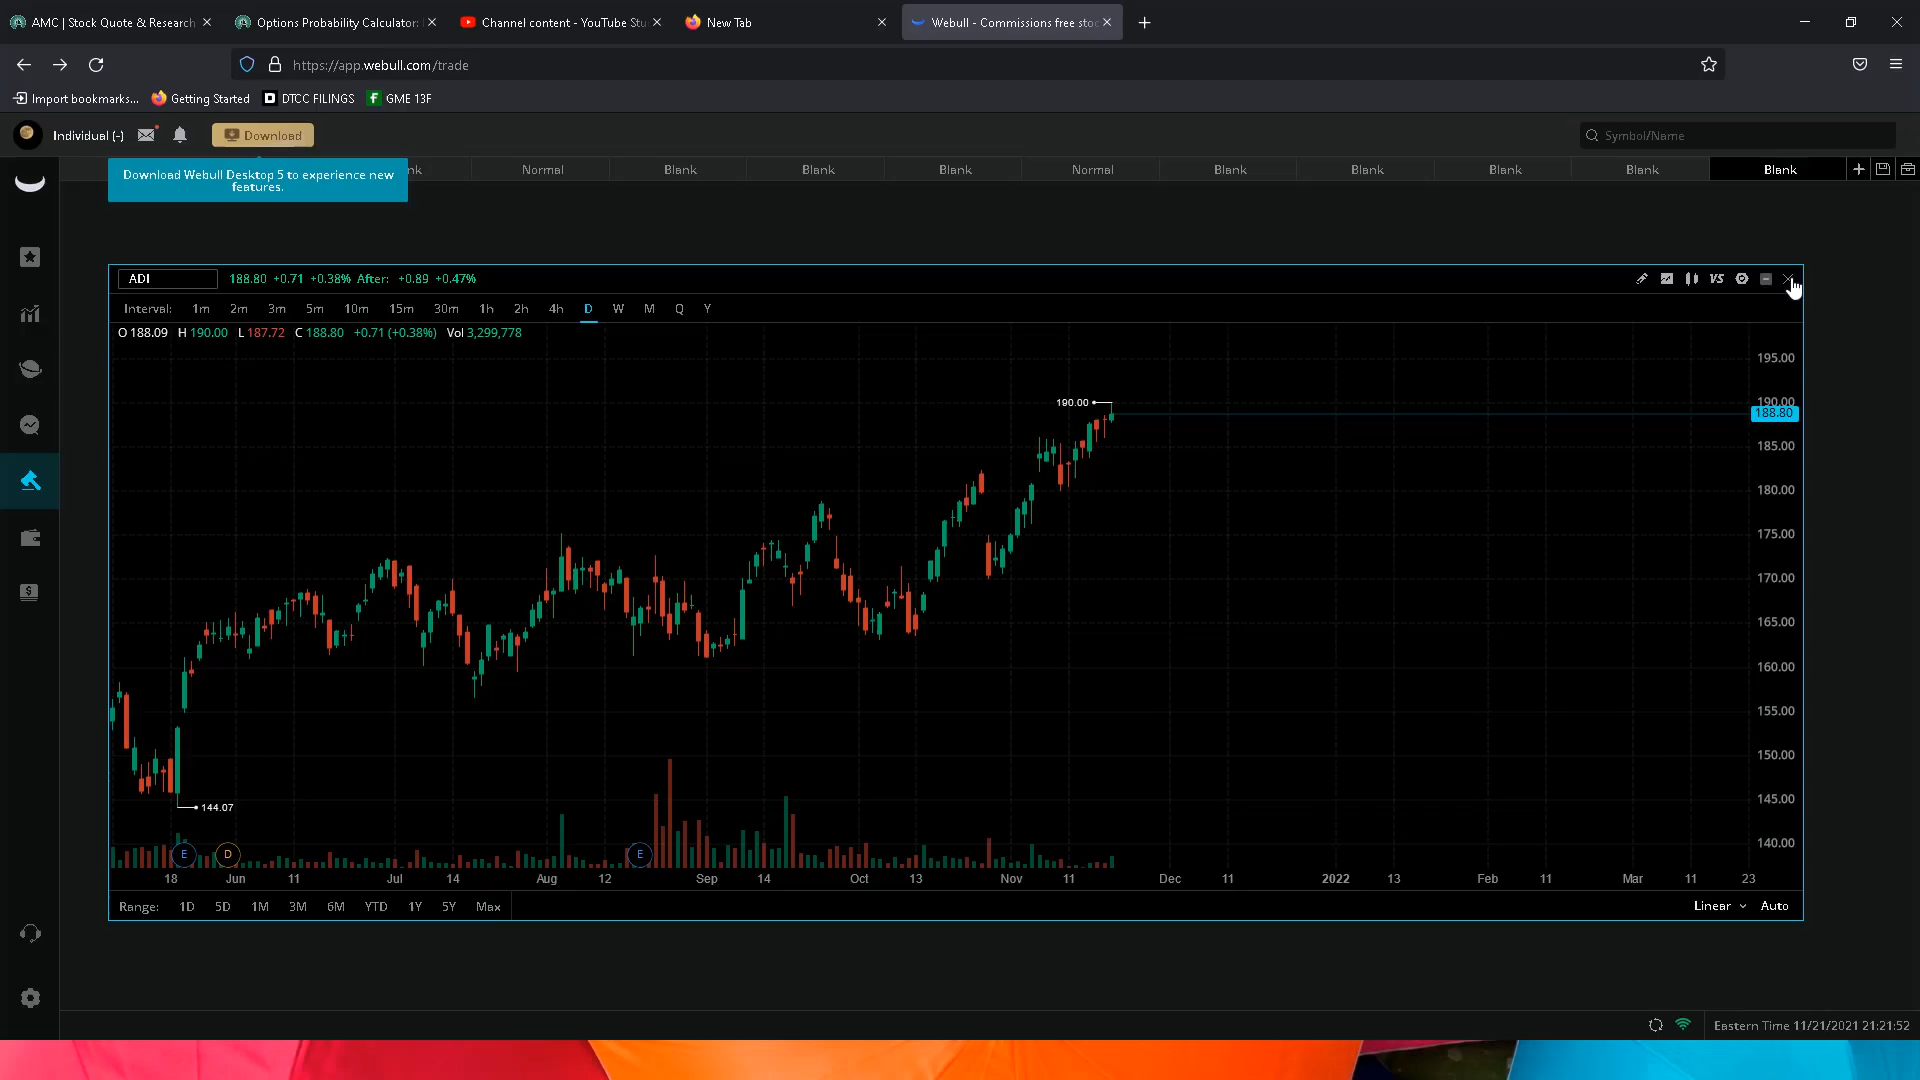 AMC | Stock Quote & Research
Options Probability Calculator:
Channel content - YouTube Stu
New Tab
Webull - Commissions free stoc
https://app.webull.com/trade
Import bookmarks...
Getting Started
DTCC FILINGS
GME 13F
Individual (-)
Download
Symbol/Name
Download Webull Desktop 5 to experience new
features.
nk
Normal
Blank
Blank
Blank
Normal
Blank
Blank
Blank
Blank
Blank
ADI
188.80 +0.71 +0.38% After: +0.89 +0.47%
VS
Interval: 1m 2m 3m 5m 10m 15m 30m 1h 2h 4h D W M Q Y
O 188.09 H 190.00 L 187.72 C 188.80 +0.71 (+0.38%) Vol 3,299,778
195.00
190.00
190.00
188.80
185.00
180.00
175.00
170.00
165.00
160.00
155.00
150.00
145.00
140.00
144.07
E D E
18 Jun 11 Jul 14 Aug 12 Sep 14 Oct 13 Nov 11 Dec 11 2022 13 Feb 11 Mar 11 23
Range: 1D 5D 1M 3M 6M YTD 1Y 5Y Max
Linear Auto
Eastern Time 11/21/2021 21:21:52